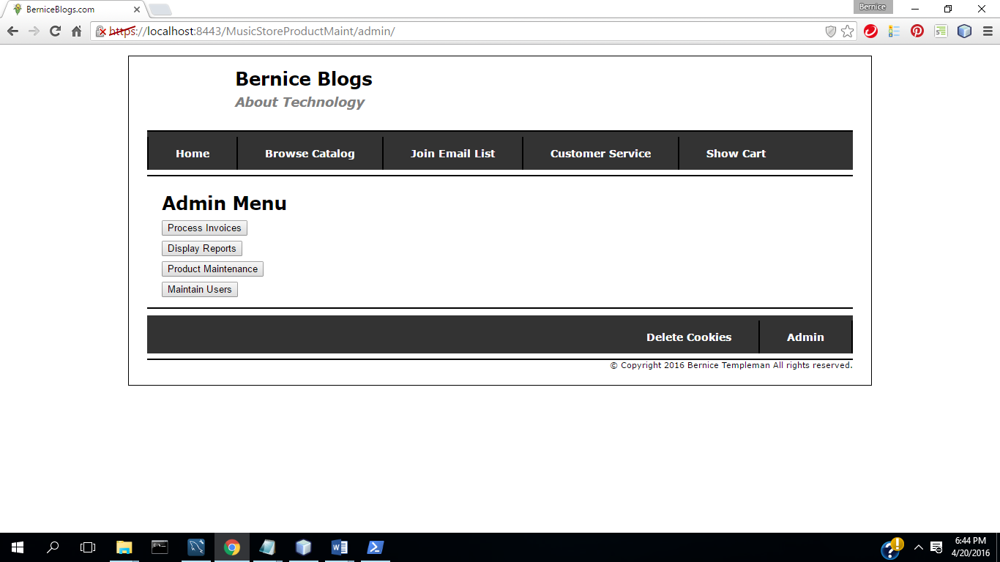 BerniceBlogs.com
Bernice
https://localhost:8443/MusicStoreProductMaint/admin/
Bernice Blogs
About Technology
Home Browse Catalog Join Email List Customer Service Show Cart
Admin Menu
Process Invoices
Display Reports
Product Maintenance
Maintain Users
Delete Cookies Admin
© Copyright 2016 Bernice Templeman All rights reserved.
6:44 PM
4/20/2016